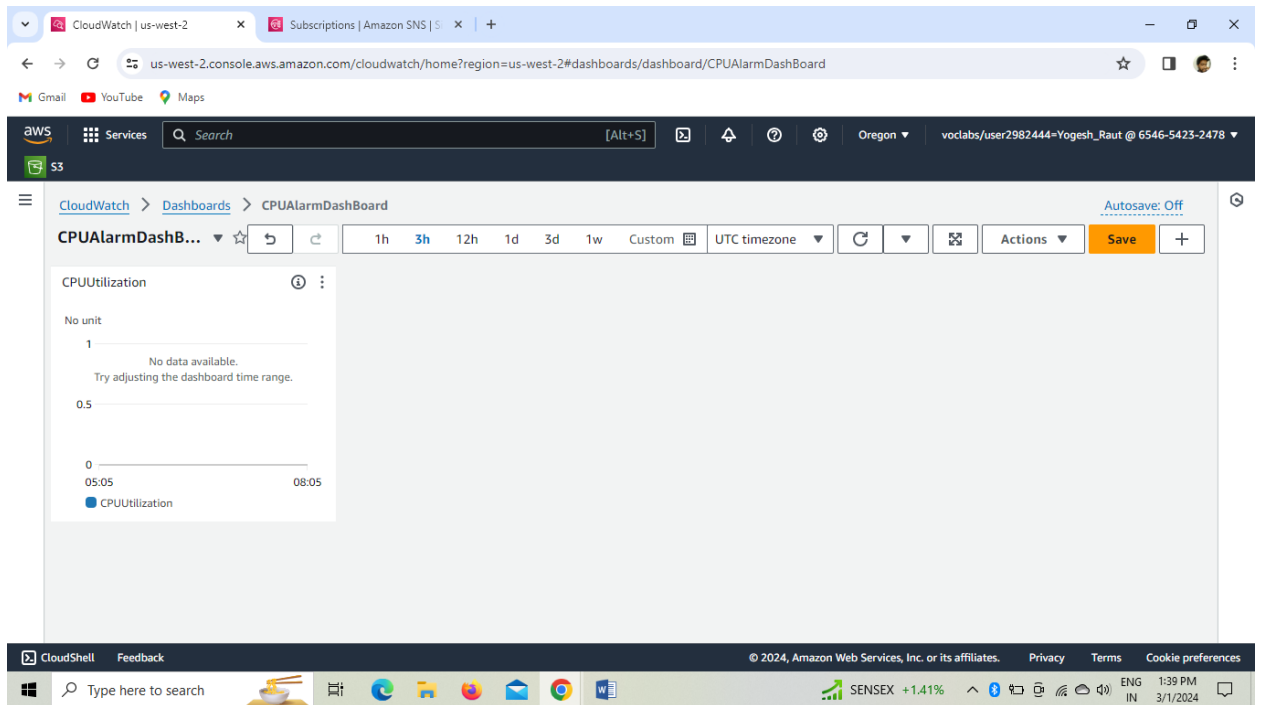 CloudWatch | us-west-2
Subscriptions | Amazon SNS | S
us-west-2.console.aws.amazon.com/cloudwatch/home?region=us-west-2#dashboards/dashboard/CPUAlarmDashBoard
Gmail YouTube Maps
aws Services Search [Alt+S] Oregon voclabs/user2982444=Yogesh_Raut @ 6546-5423-2478
S3
CloudWatch > Dashboards > CPUAlarmDashBoard Autosave: Off
CPUAlarmDashB... 1h 3h 12h 1d 3d 1w Custom UTC timezone Actions Save
CPUUtilization
No unit
1
No data available.
Try adjusting the dashboard time range.
0.5
0
05:05 08:05
CPUUtilization
CloudShell Feedback © 2024, Amazon Web Services, Inc. or its affiliates. Privacy Terms Cookie preferences
Type here to search SENSEX +1.41% ENG 1:39 PM
IN 3/1/2024